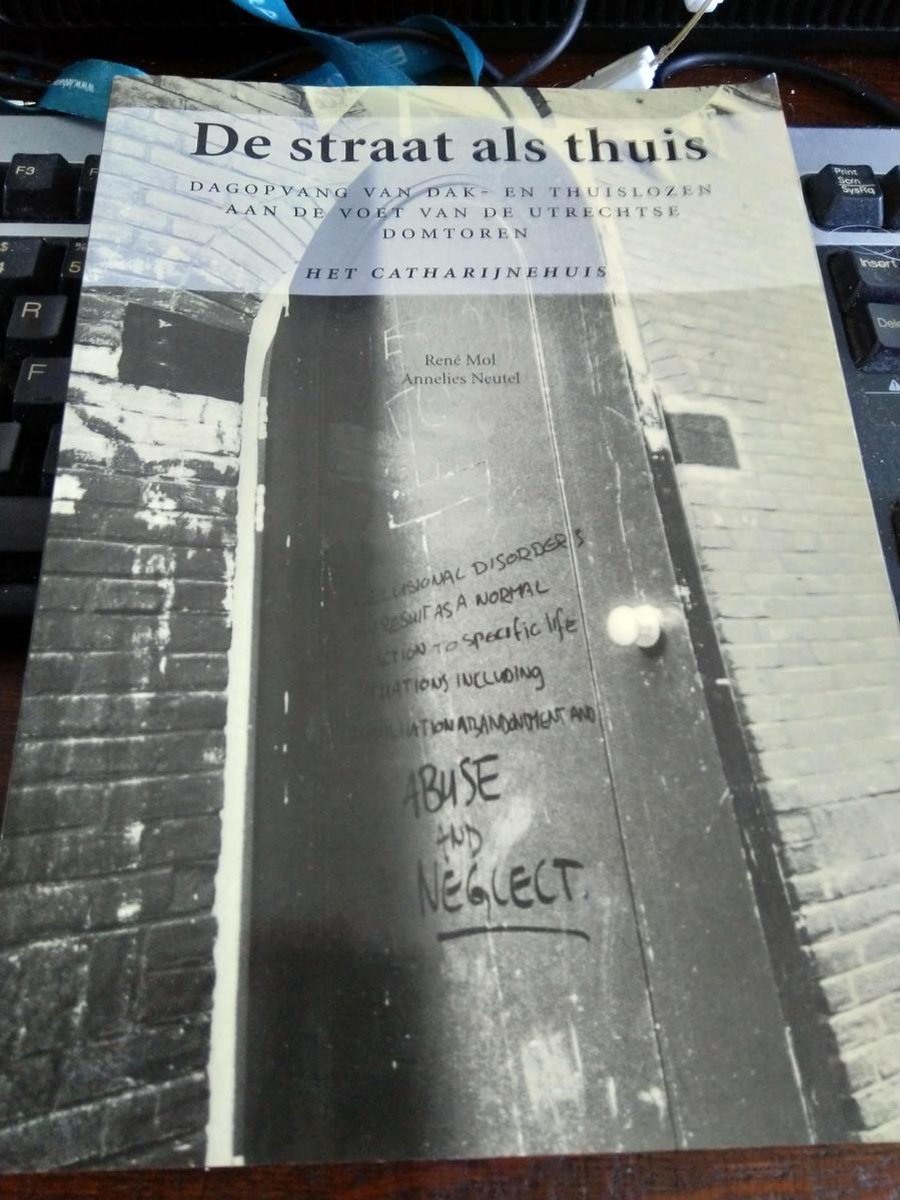 De straat als thuis
DAGOPVANG VAN DAK- EN THUISLOZEN
AAN DE VOET VAN DE UTRECHTSE
DOMTOREN
HET CATHARIJNEHUIS
René Mol
Annelies Neutel
DISORDERS
AS A NORMAL
TO SPECIFIC life
INCLUDING
ABANDONMENT AND
ABUSE
AND
NEGLECT.
F3
R
F
5
Print
Scrn
SysRq
Insert